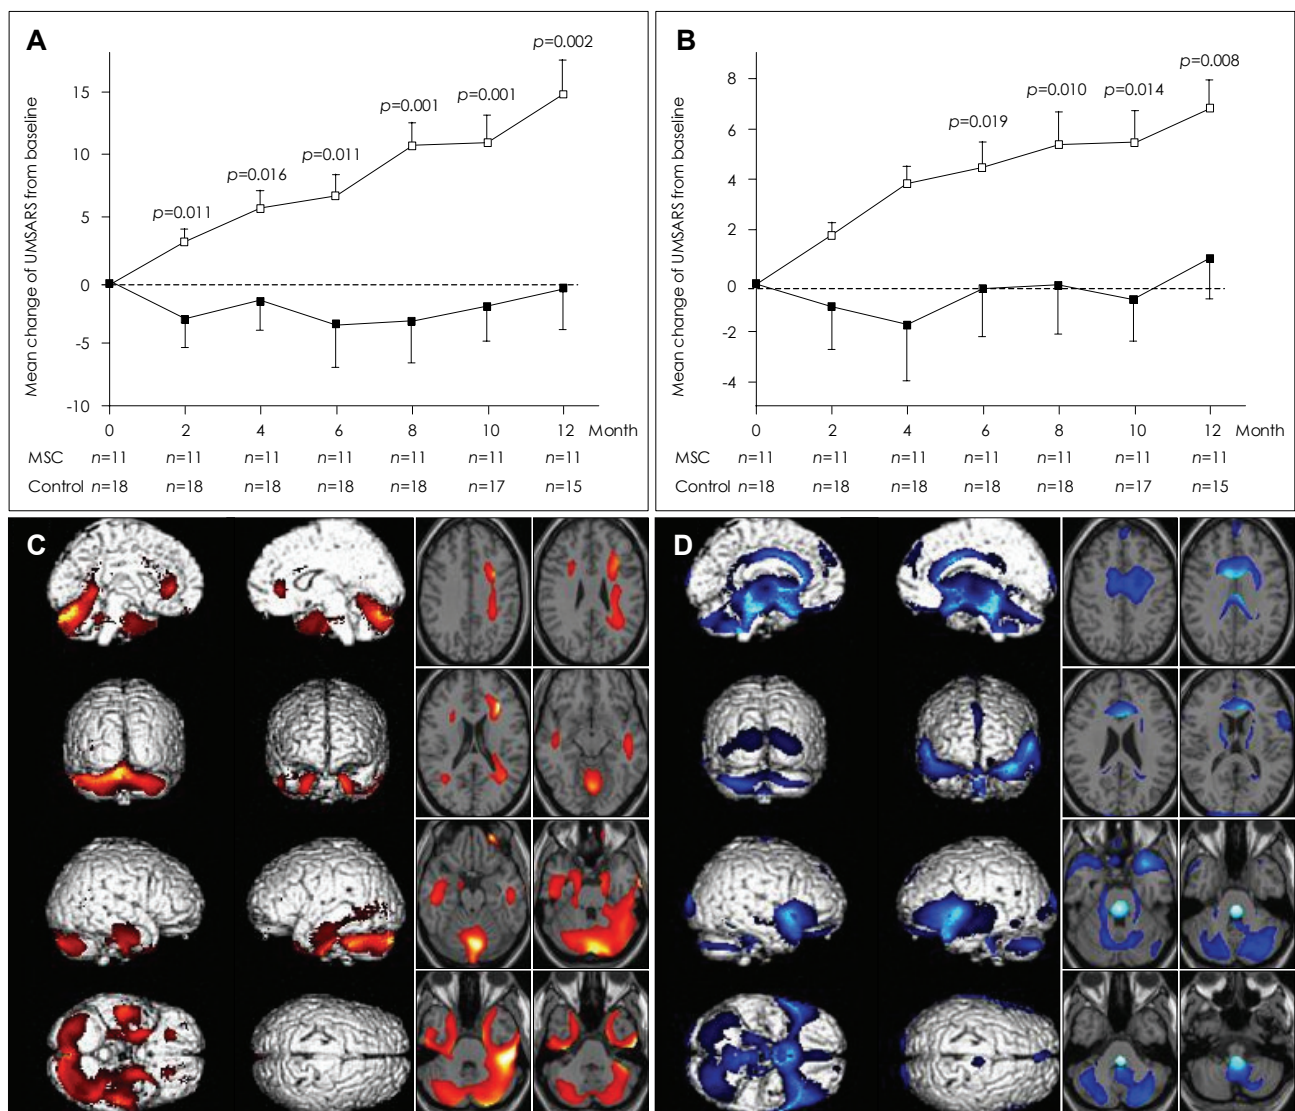 A
Mean change of UMSARS from baseline
15
10
5
0
-5
-10
p=0.011
p=0.016
p=0.011
p=0.001
p=0.001
p=0.002
0 2 4 6 8 10 12 Month
MSC n=11 n=11 n=11 n=11 n=11 n=11 n=11
Control n=18 n=18 n=18 n=18 n=18 n=17 n=15
B
Mean change of UMSARS from baseline
8
6
4
2
0
-2
-4
p=0.019
p=0.010
p=0.014
p=0.008
0 2 4 6 8 10 12 Month
MSC n=11 n=11 n=11 n=11 n=11 n=11 n=11
Control n=18 n=18 n=18 n=18 n=18 n=17 n=15
C
D